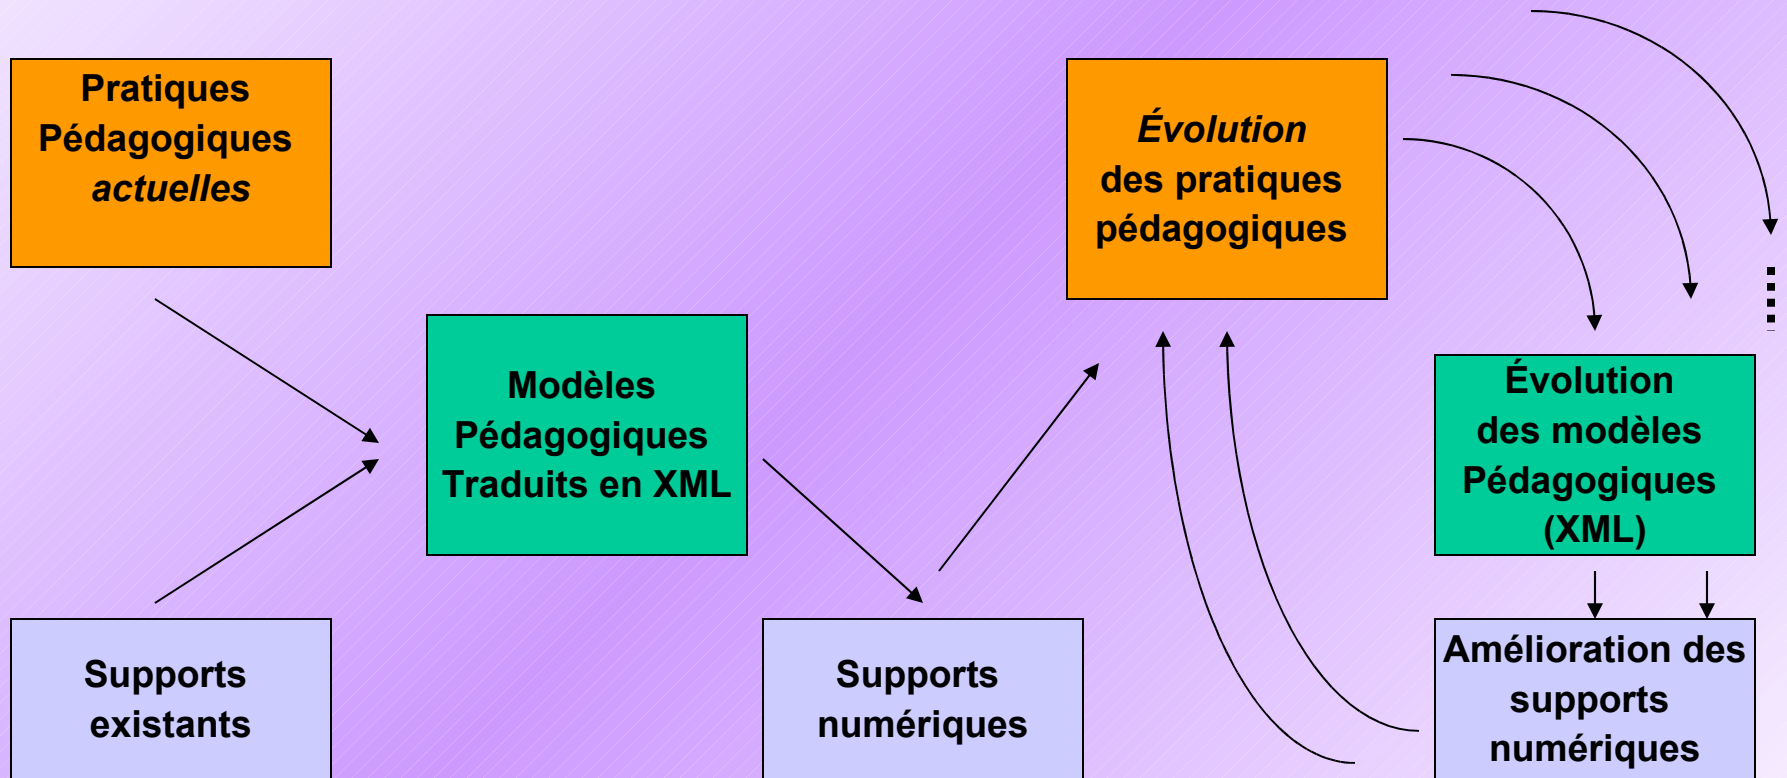 Pratiques
Pédagogiques
actuelles
Évolution
des pratiques
pédagogiques
Modèles
Pédagogiques
Traduits en XML
Évolution
des modèles
Pédagogiques
(XML)
Supports
existants
Supports
numériques
Amélioration des
supports
numériques